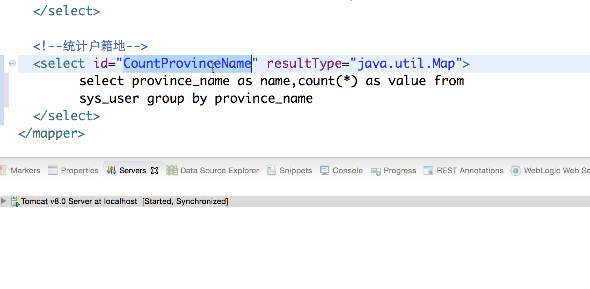 </select>
<!--统计户籍地-->
<select id="CountProvinceName" resultType="java.util.Map">
select province_name as name,count(*) as value from
sys_user group by province_name
</select>
</mapper>
Markers Properties Servers Data Source Explorer Snippets Console Progress REST Annotations WebLogic Web Se
Tomcat v8.0 Server at localhost [Started, Synchronized]